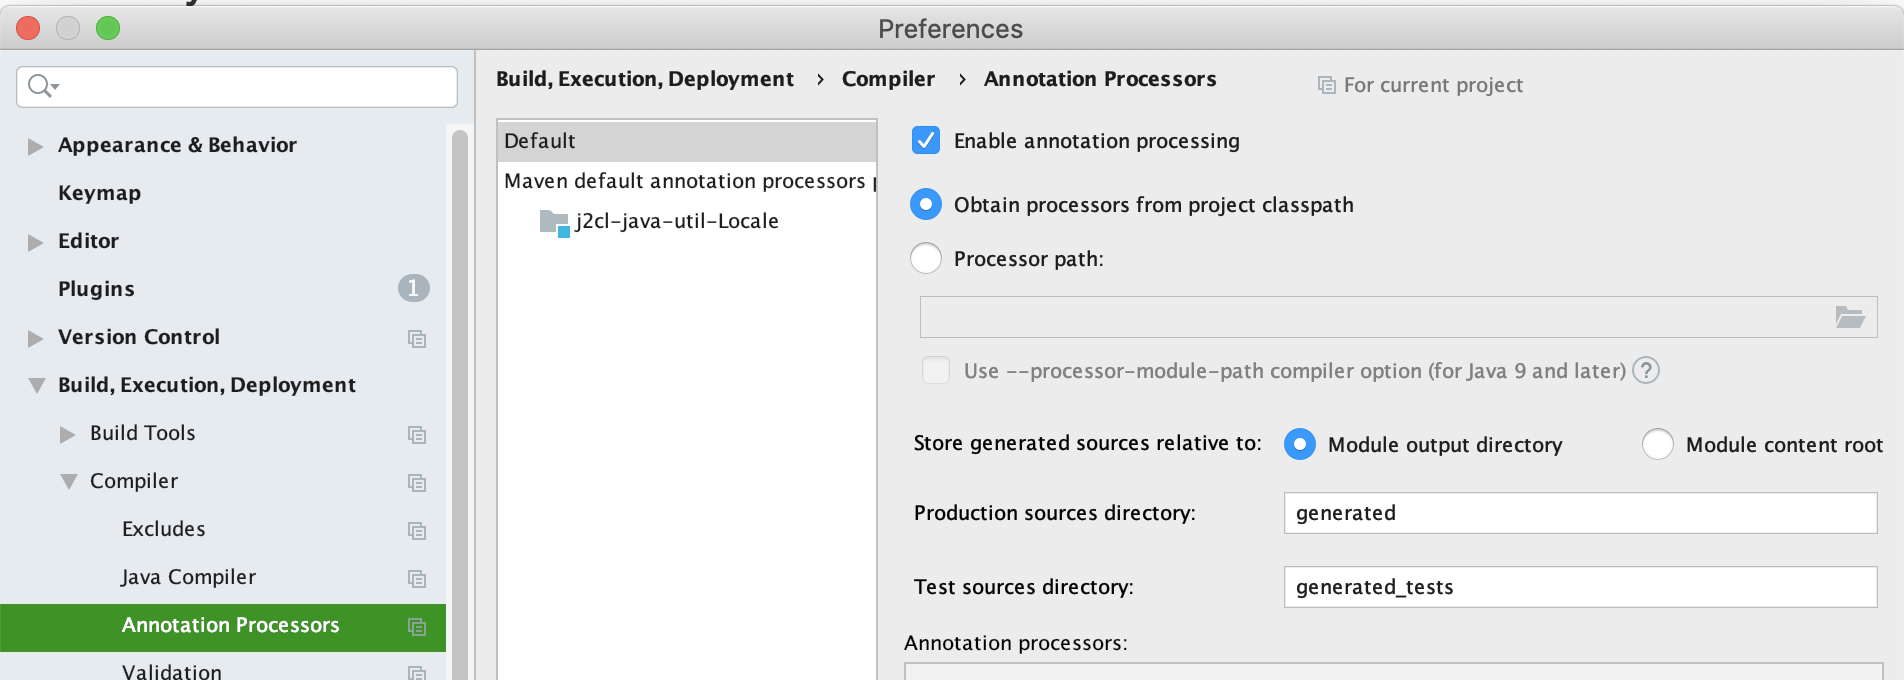 Preferences
Appearance & Behavior
Keymap
Editor
Plugins
1
Version Control
Build, Execution, Deployment
Build Tools
Compiler
Excludes
Java Compiler
Annotation Processors
Validation
Build, Execution, Deployment › Compiler › Annotation Processors
For current project
Default
Maven default annotation processors
j2cl-java-util-Locale
Enable annotation processing
Obtain processors from project classpath
Processor path:
Use --processor-module-path compiler option (for Java 9 and later) ?
Store generated sources relative to: Module output directory Module content root
Production sources directory: generated
Test sources directory: generated_tests
Annotation processors: